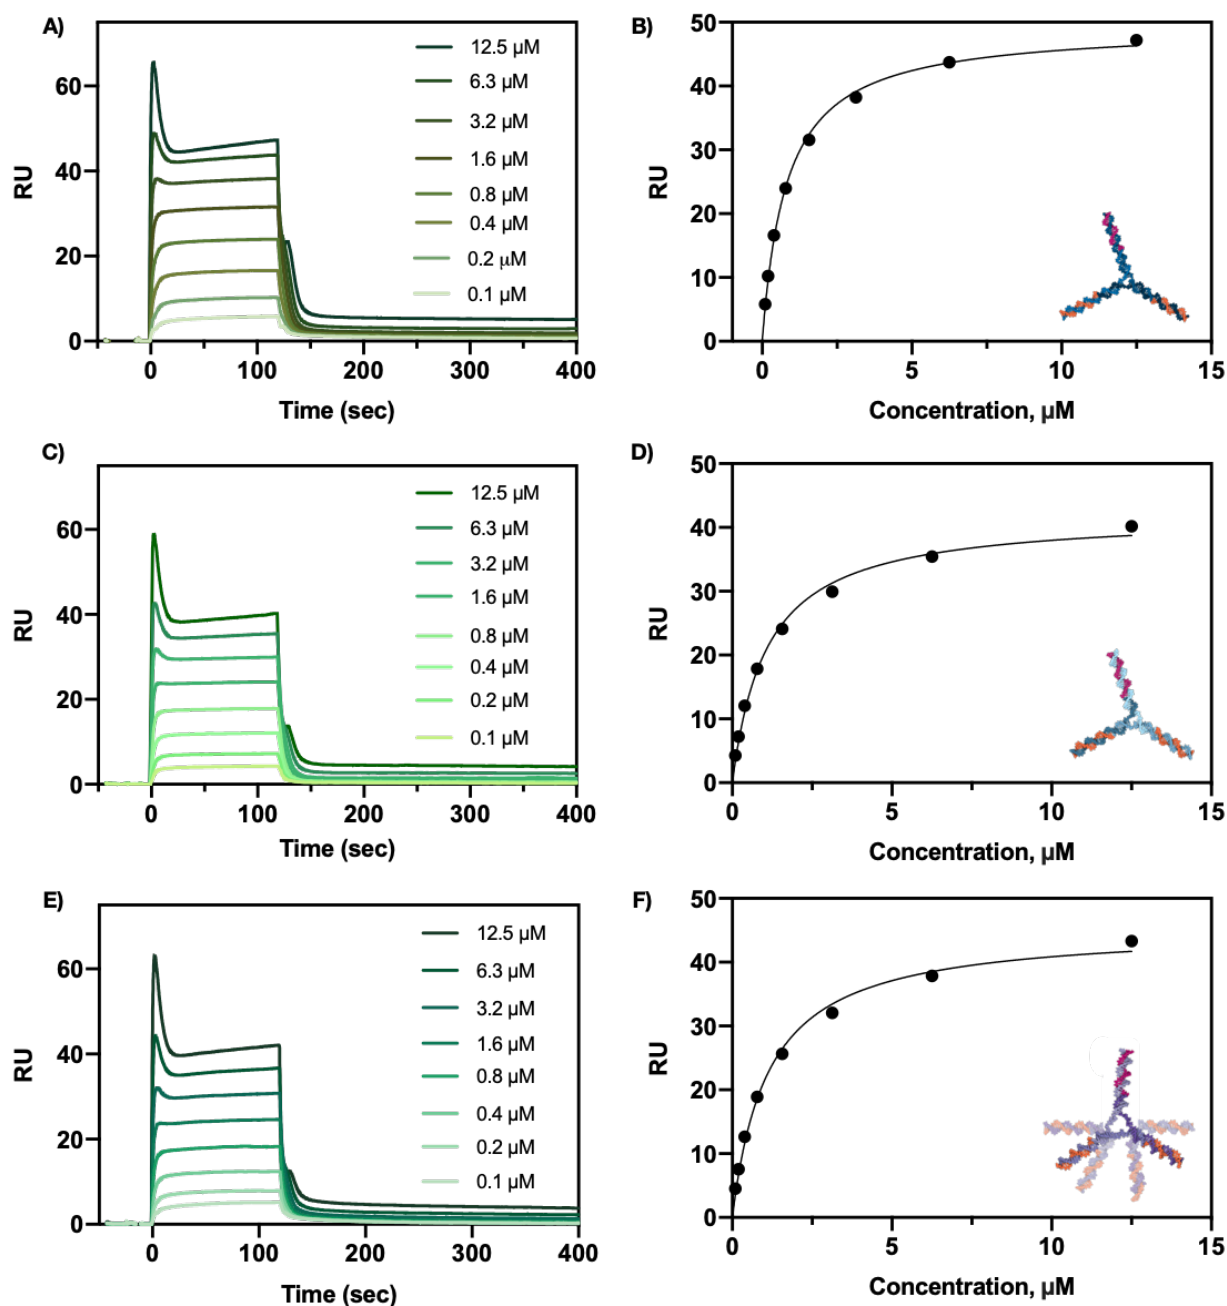 A)
12.5 µM
6.3 µM
3.2 µM
1.6 µM
0.8 µM
0.4 µM
0.2 µM
0.1 µM
60
40
20
0
RU
0 100 200 300 400
Time (sec)
B)
50
40
30
20
10
0
RU
0 5 10 15
Concentration, µM
C)
12.5 µM
6.3 µM
3.2 µM
1.6 µM
0.8 µM
0.4 µM
0.2 µM
0.1 µM
60
40
20
0
RU
0 100 200 300 400
Time (sec)
D)
50
40
30
20
10
0
RU
0 5 10 15
Concentration, µM
E)
12.5 µM
6.3 µM
3.2 µM
1.6 µM
0.8 µM
0.4 µM
0.2 µM
0.1 µM
60
40
20
0
RU
0 100 200 300 400
Time (sec)
F)
50
40
30
20
10
0
RU
0 5 10 15
Concentration, µM